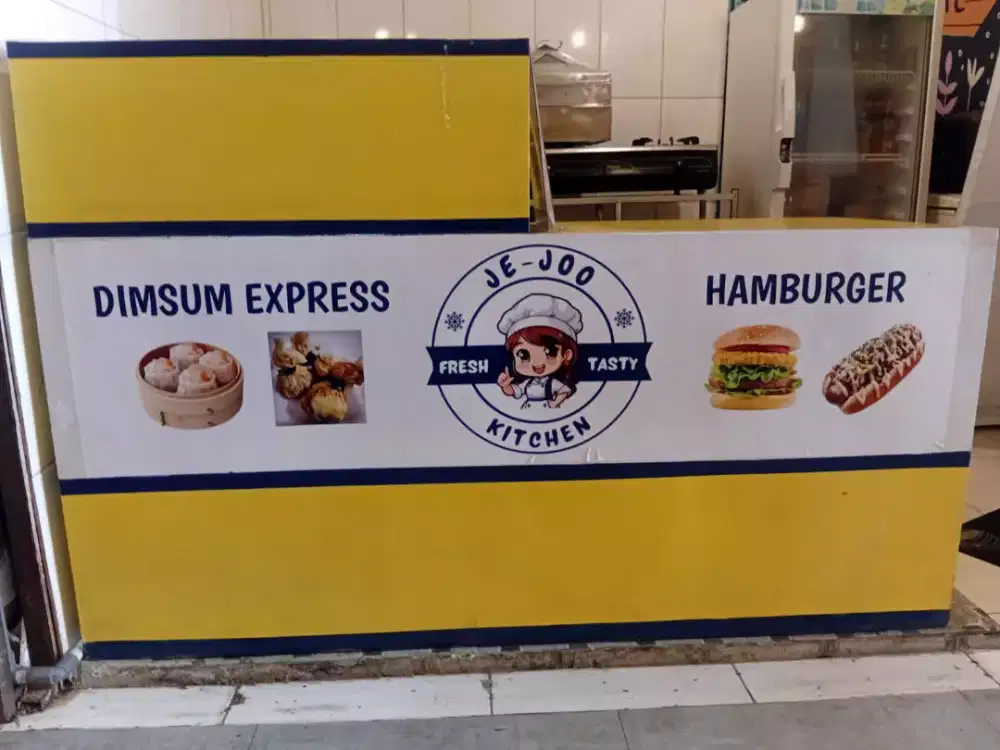 DIMSUM EXPRESS
JE-JOO
FRESH TASTY
KITCHEN
HAMBURGER